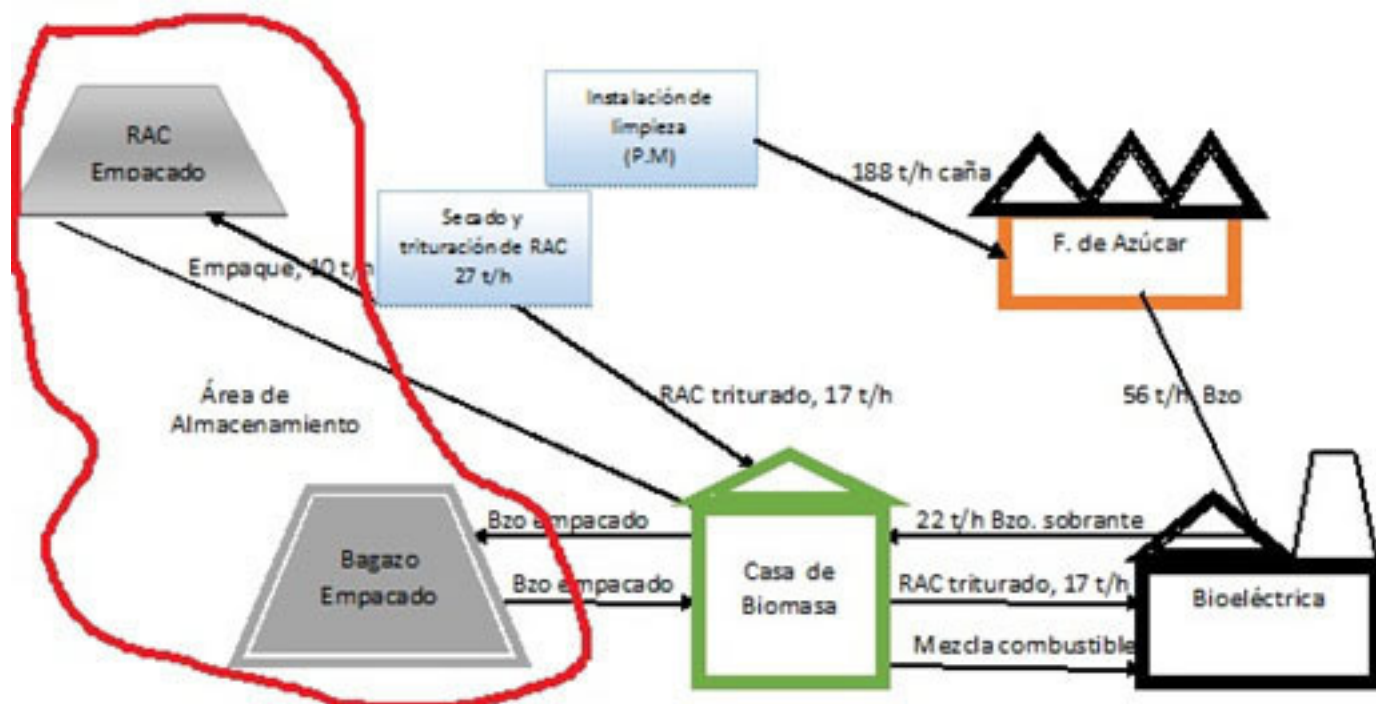 RAC
Empacado
Instalación de
limpieza
(P.M)
188 t/h caña
Secado y
trituración de RAC
27 t/h
F. de Azúcar
Empaque, 10 t/h
RAC triturado, 17 t/h
56 t/h Bzo
Área de
Almacenamiento
Bzo empacado
22 t/h Bzo. sobrante
Bagazo
Empacado
Bzo empacado
Casa de
Biomasa
RAC triturado, 17 t/h
Bioeléctrica
Mezcla combustible